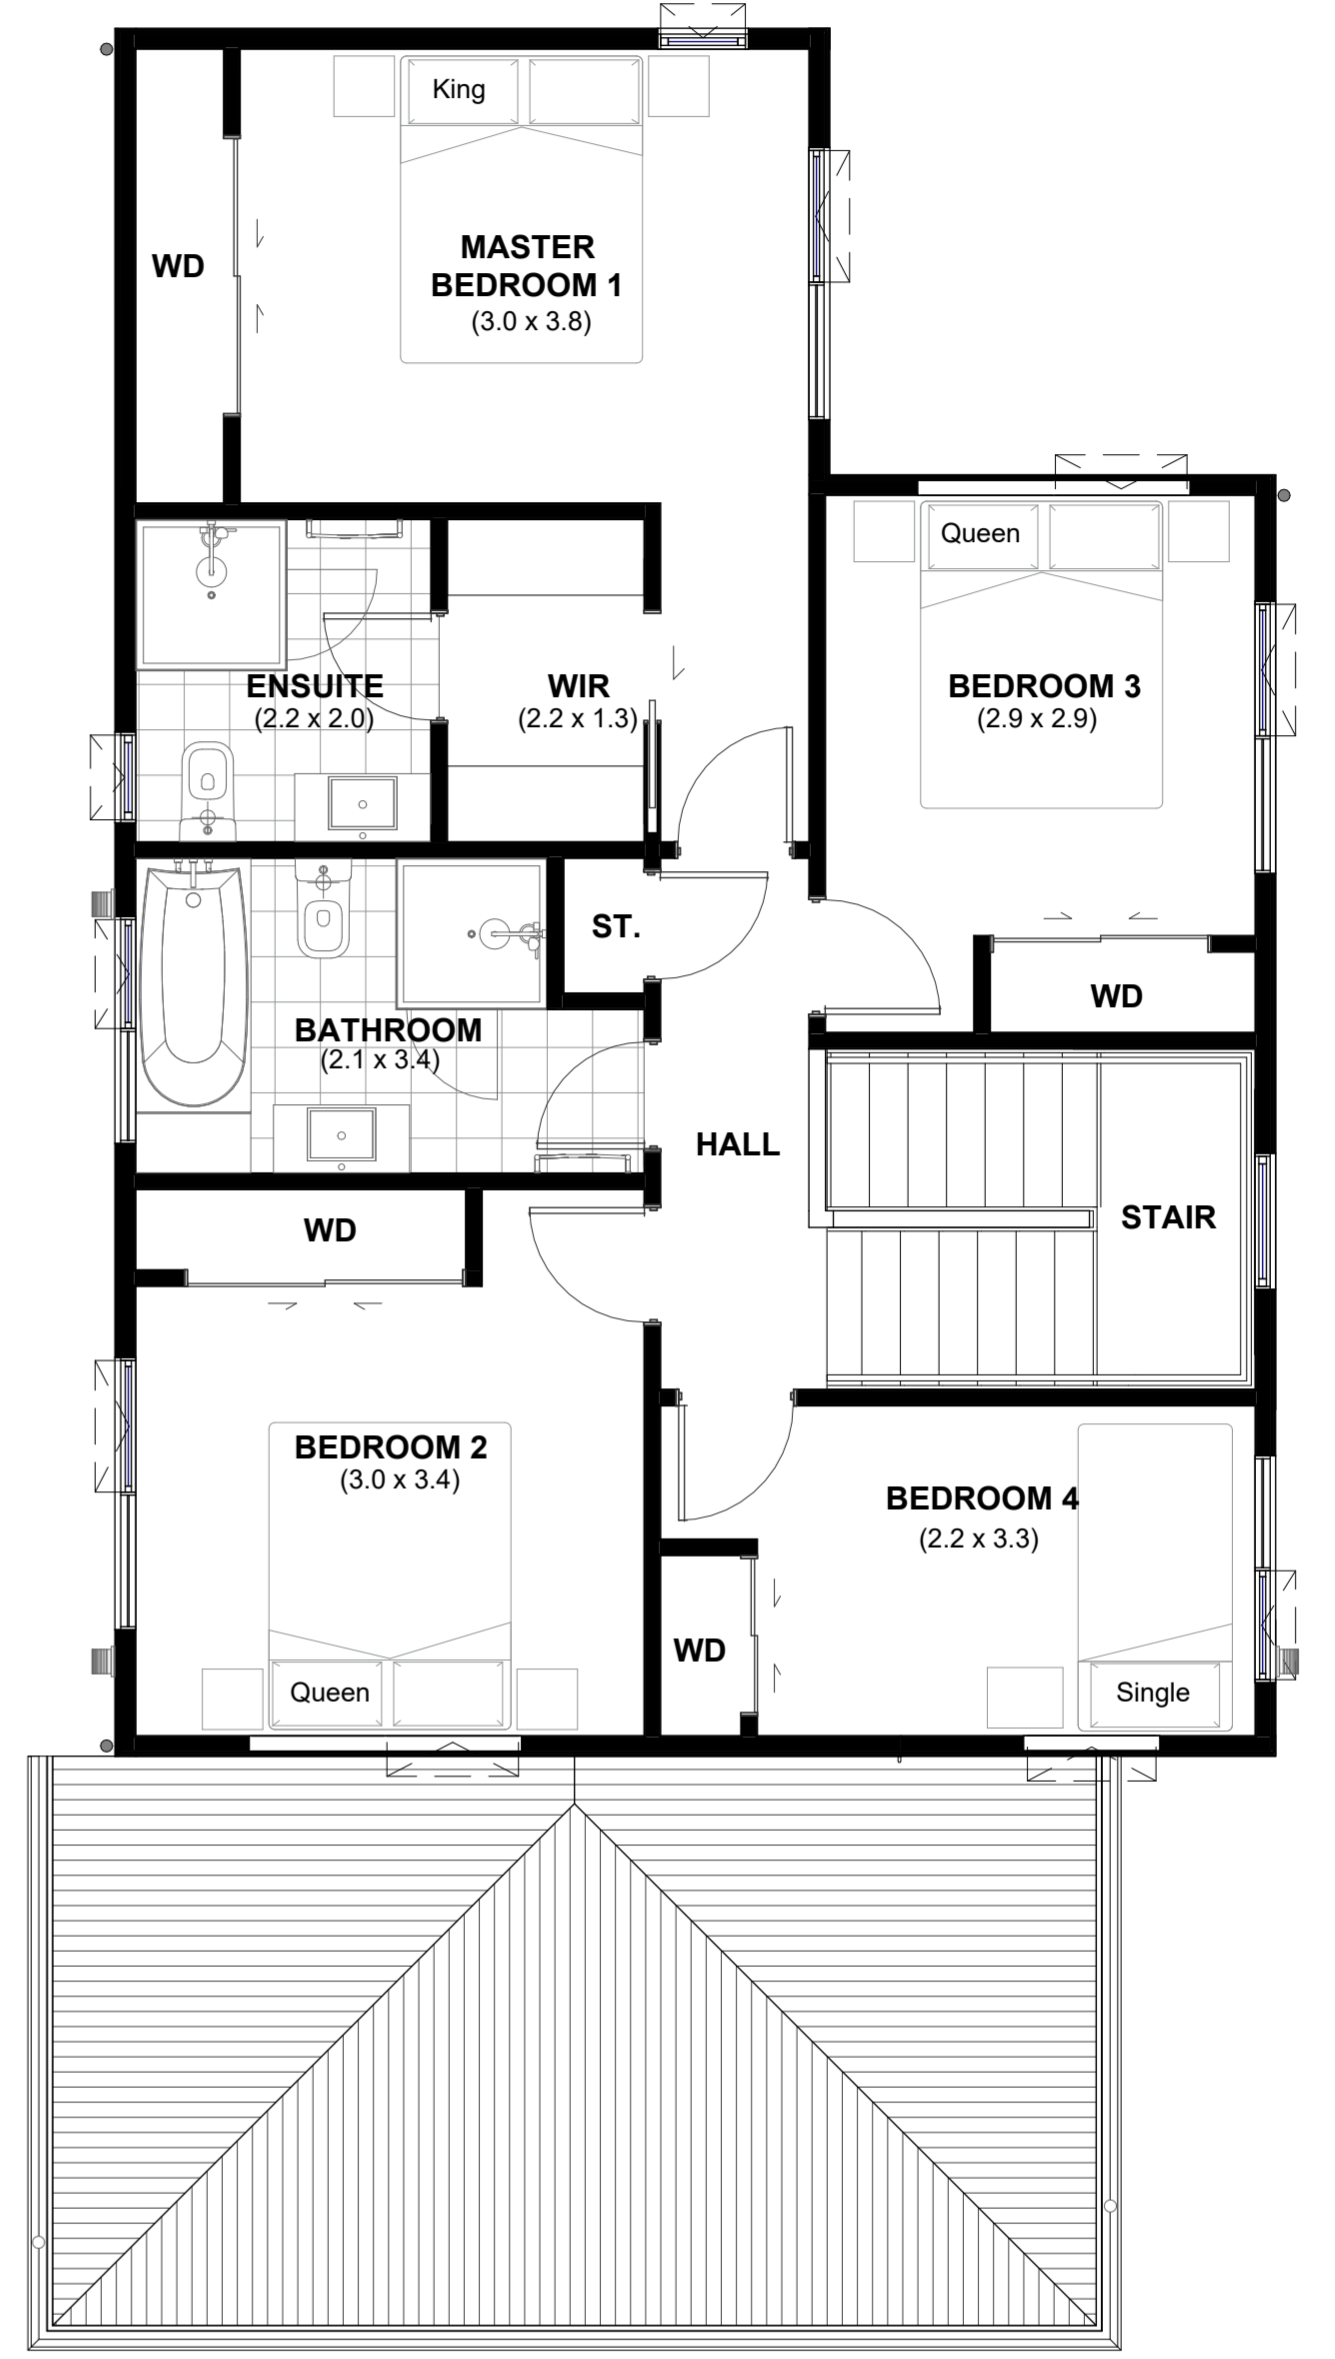 King
MASTER
BEDROOM 1
(3.0 x 3.8)
WD
Queen
ENSUITE
(2.2 x 2.0)
WIR
(2.2 x 1.3)
BEDROOM 3
(2.9 x 2.9)
ST.
WD
BATHROOM
(2.1 x 3.4)
HALL
STAIR
WD
BEDROOM 2
(3.0 x 3.4)
BEDROOM 4
(2.2 x 3.3)
WD
Queen
Single